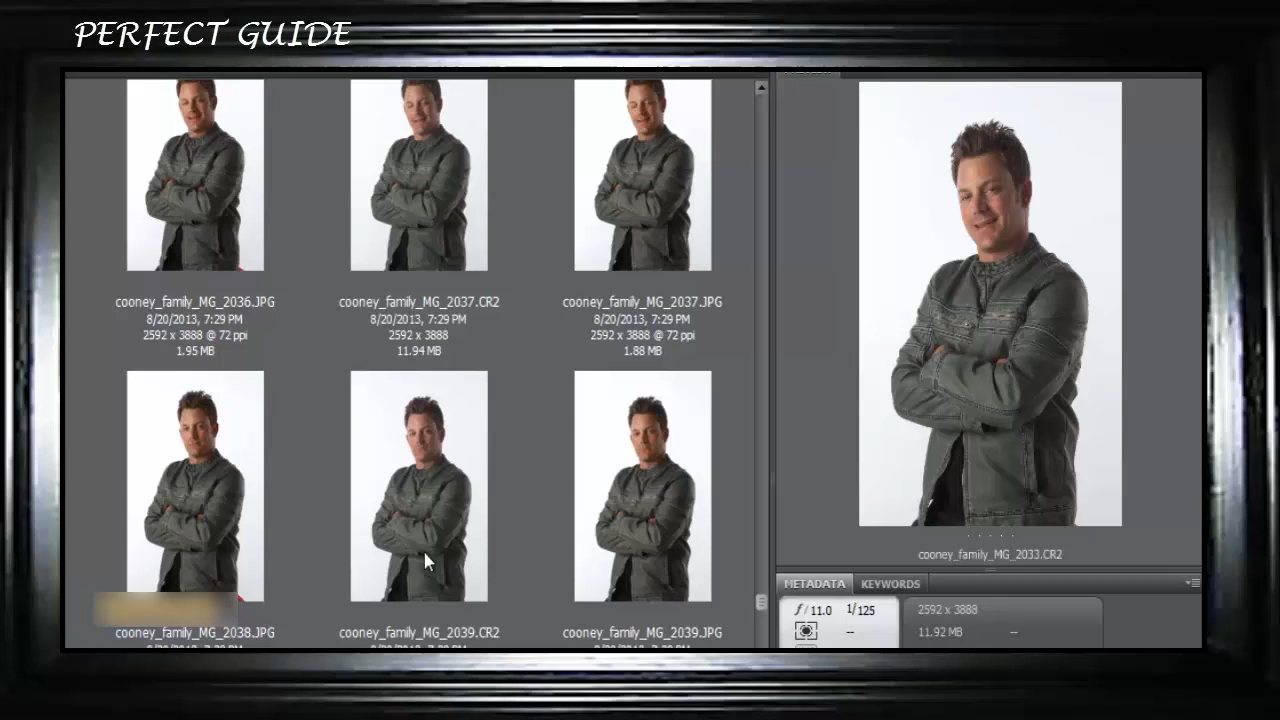 PERFECT GUIDE
cooney_family_MG_2036.JPG
8/20/2013, 7:29 PM
2592 x 3888 @ 72 ppi
1.95 MB
cooney_family_MG_2037.CR2
8/20/2013, 7:29 PM
2592 x 3888
11.94 MB
cooney_family_MG_2037.JPG
8/20/2013, 7:29 PM
2592 x 3888 @ 72 ppi
1.88 MB
cooney_family_MG_2038.JPG
cooney_family_MG_2039.CR2
cooney_family_MG_2039.JPG
cooney_family_MG_2033.CR2
METADATA KEYWORDS
f/11.0 1/125
--
2592 x 3888
11.92 MB --